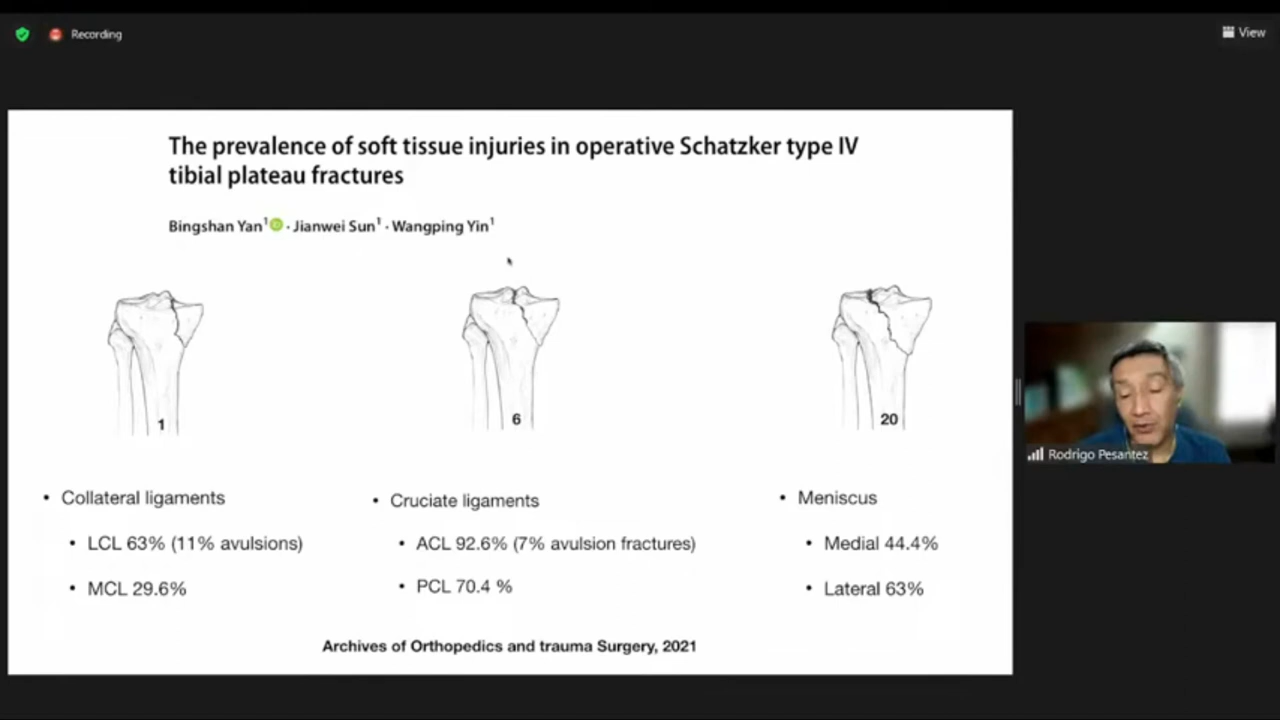 Recording
View
The prevalence of soft tissue injuries in operative Schatzker type IV
tibial plateau fractures
Bingshan Yan¹ · Jianwei Sun¹ · Wangping Yin¹
1
6
20
• Collateral ligaments
• LCL 63% (11% avulsions)
• MCL 29.6%
• Cruciate ligaments
• ACL 92.6% (7% avulsion fractures)
• PCL 70.4 %
• Meniscus
• Medial 44.4%
• Lateral 63%
Archives of Orthopedics and trauma Surgery, 2021
Rodrigo Pesantez